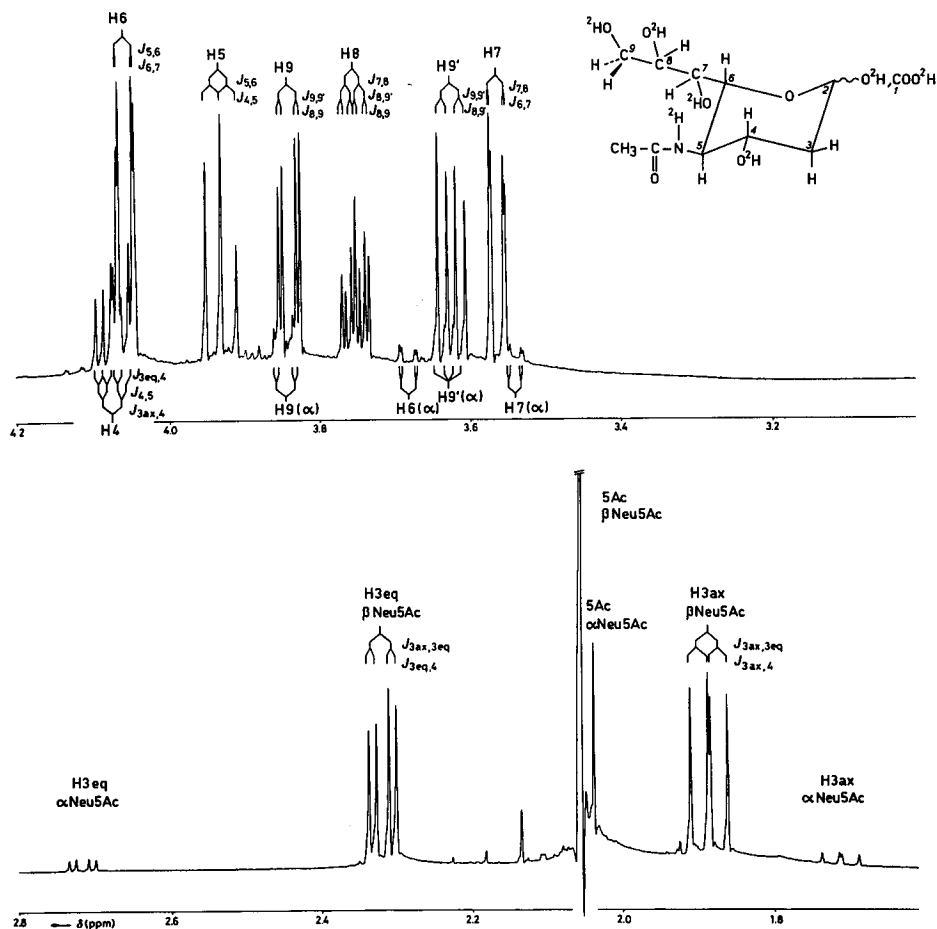 H6
J5,6
J6,7
H5
J5,6
J4,5
H9
J9,9'
J8,9
H8
J7,8
J8,9'
J8,9
H9'
J9,9'
J8,9'
H7
J7,8
J6,7
²HO
O²H
9
H
8
H
H
7
H
H
²HO
6
O
2
O²H,COO²H
1
²H
H
4
CH3—C—N
5
O²H
3
H
O
H
H
J3eq,4
J4,5
J3ax,4
H4
H9(α)
H6(α)
H9'(α)
H7(α)
4 2
4.0
3.8
3.6
3.4
3.2
5Ac
βNeu5Ac
H3eq
βNeu5Ac
J3ax,3eq
J3eq,4
5Ac
αNeu5Ac
H3ax
βNeu5Ac
J3ax,3eq
J3ax,4
H3eq
αNeu5Ac
H3ax
αNeu5Ac
2.8
δ(ppm)
2.6
2.4
2.2
2.0
1.8